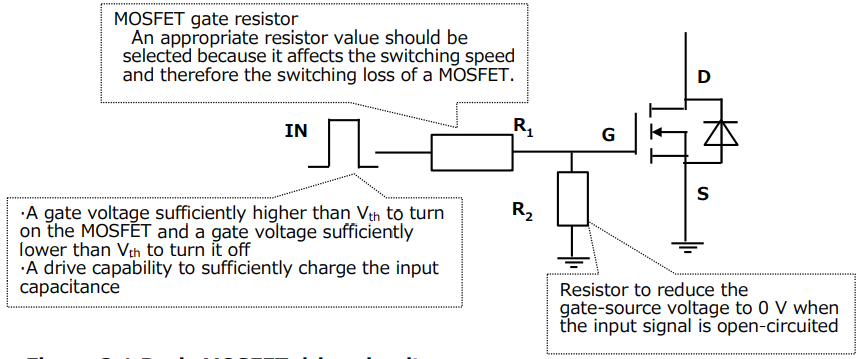 MOSFET gate resistor
An appropriate resistor value should be
selected because it affects the switching speed
and therefore the switching loss of a MOSFET.
D
IN
R1
G
S
R2
·A gate voltage sufficiently higher than Vth to turn
on the MOSFET and a gate voltage sufficiently
lower than Vth to turn it off
·A drive capability to sufficiently charge the input
capacitance
Resistor to reduce the
gate-source voltage to 0 V when
the input signal is open-circuited